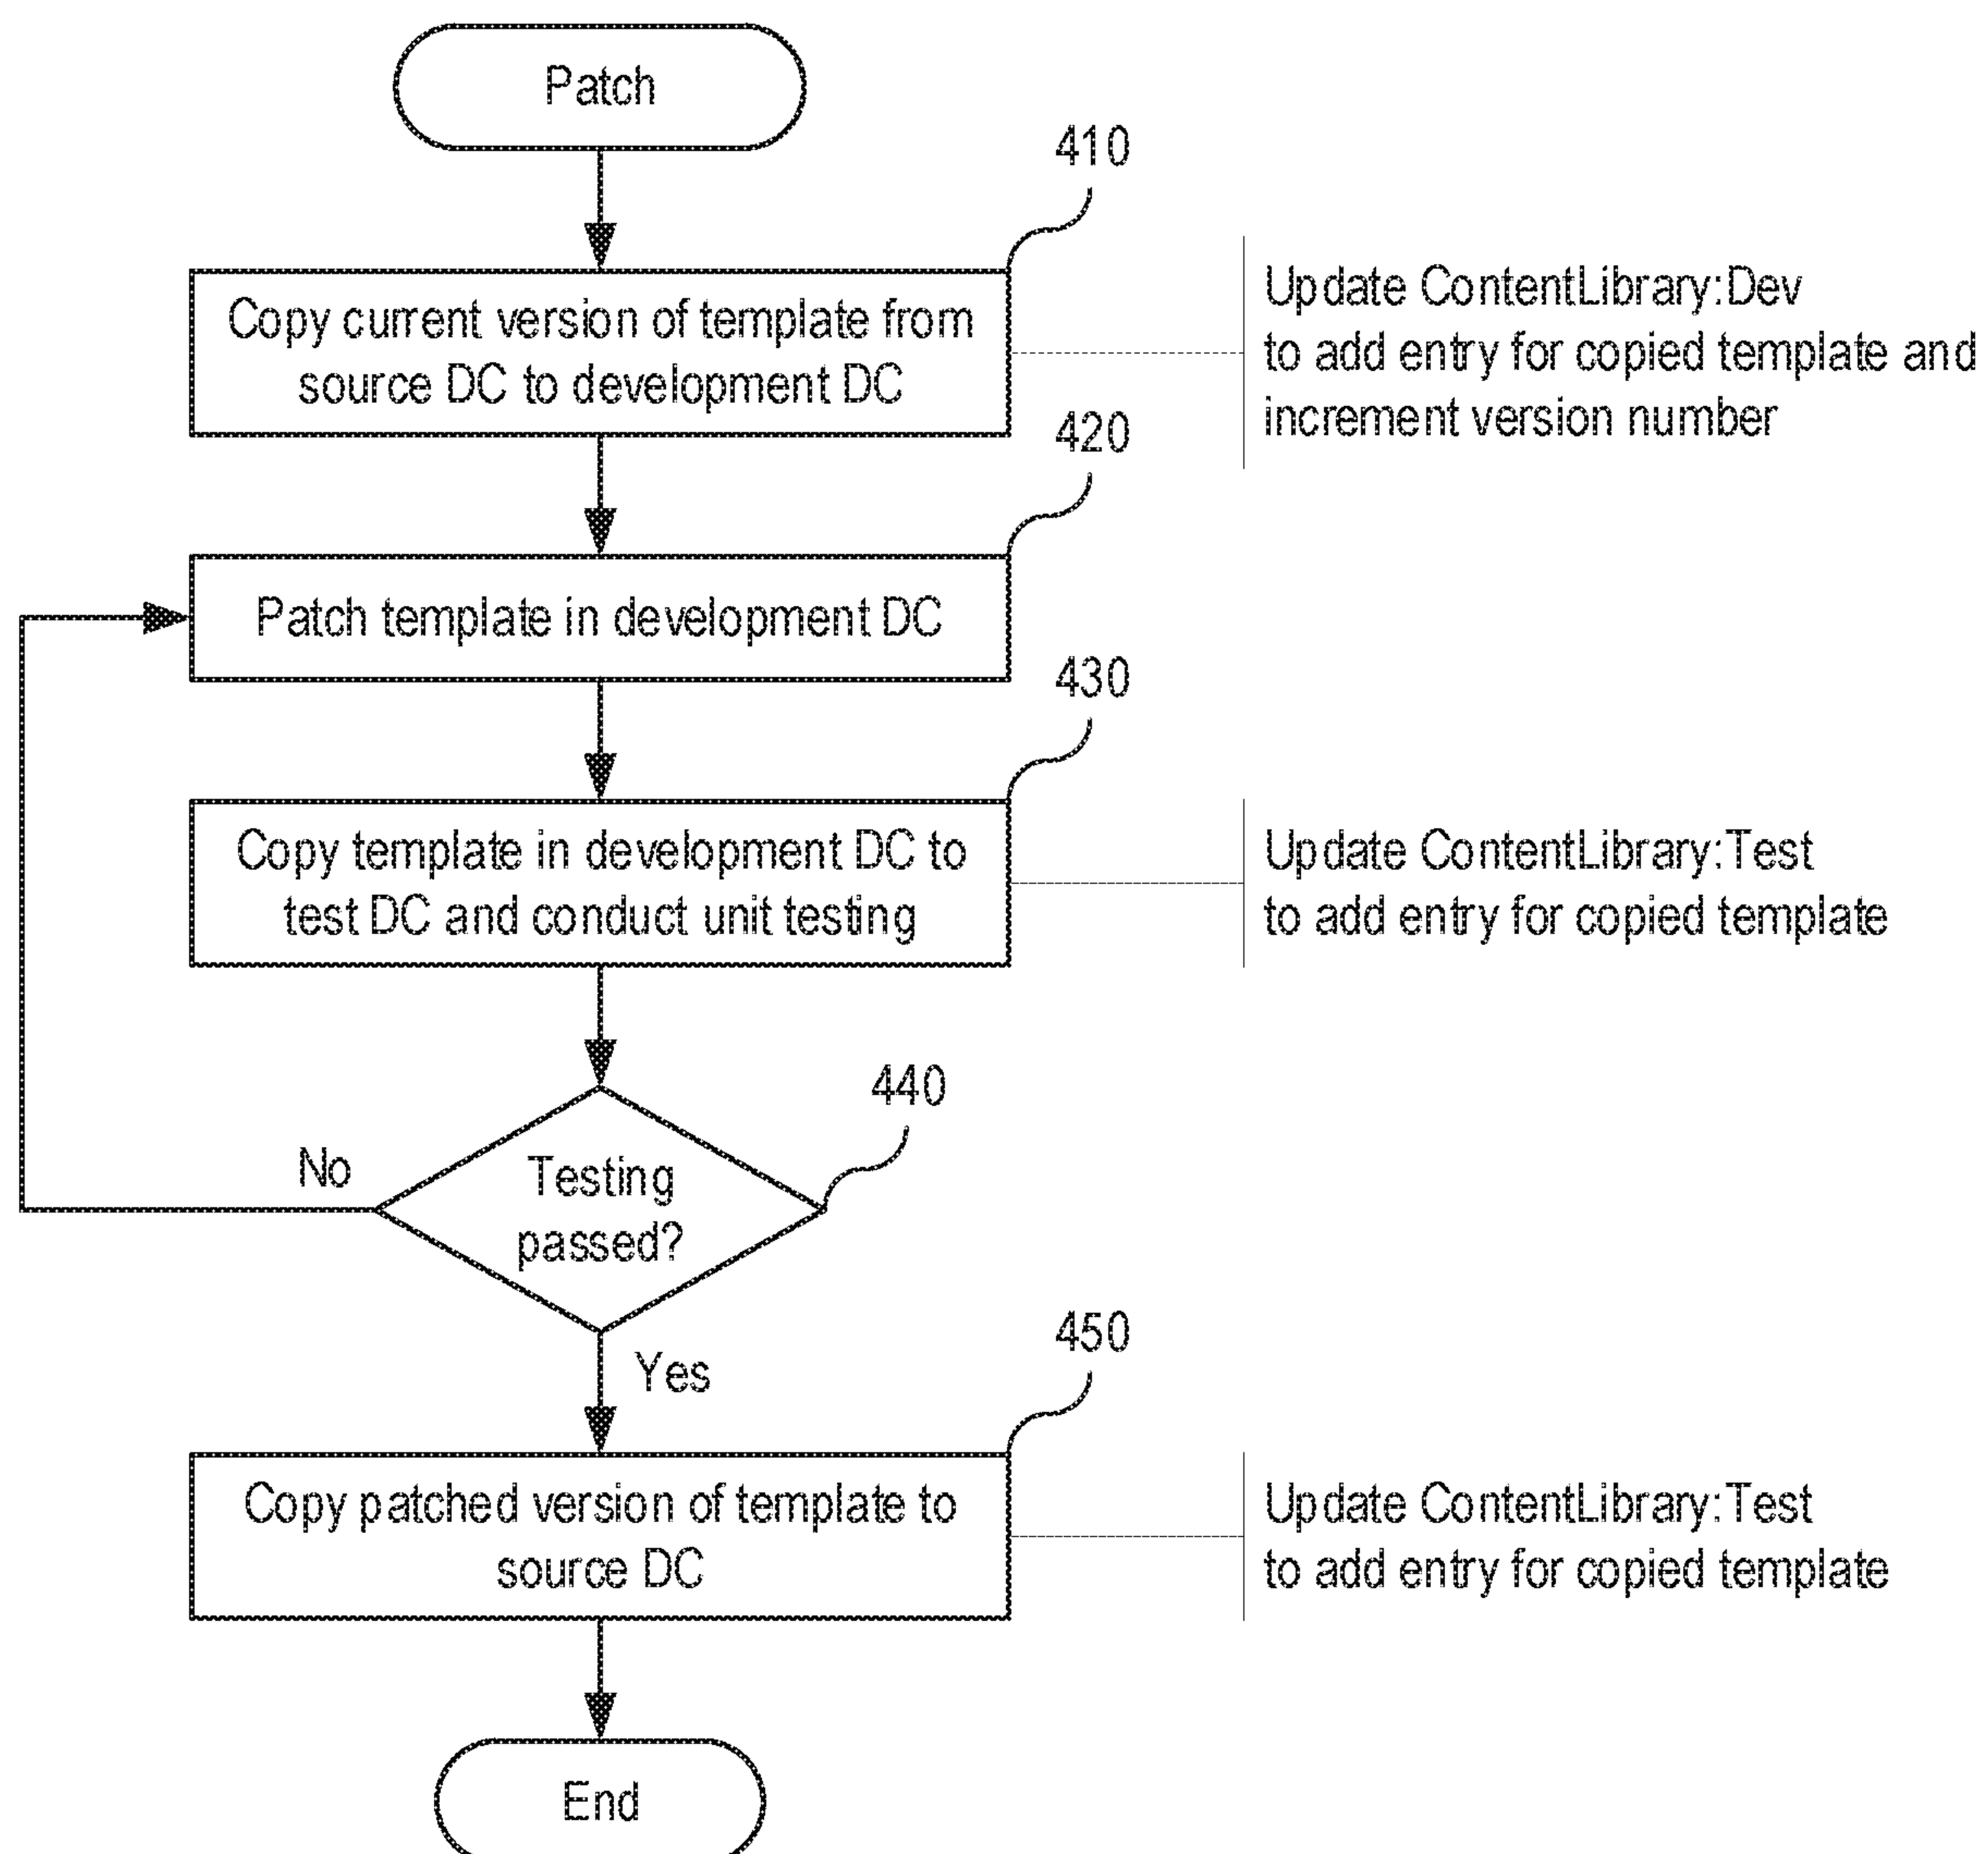 Patch
410
Copy current version of template from
source DC to development DC
Update ContentLibrary:Dev
to add entry for copied template and
increment version number
420
Patch template in development DC
430
Copy template in development DC to
test DC and conduct unit testing
Update ContentLibrary:Test
to add entry for copied template
440
No
Testing
passed?
Yes
450
Copy patched version of template to
source DC
Update ContentLibrary:Test
to add entry for copied template
End